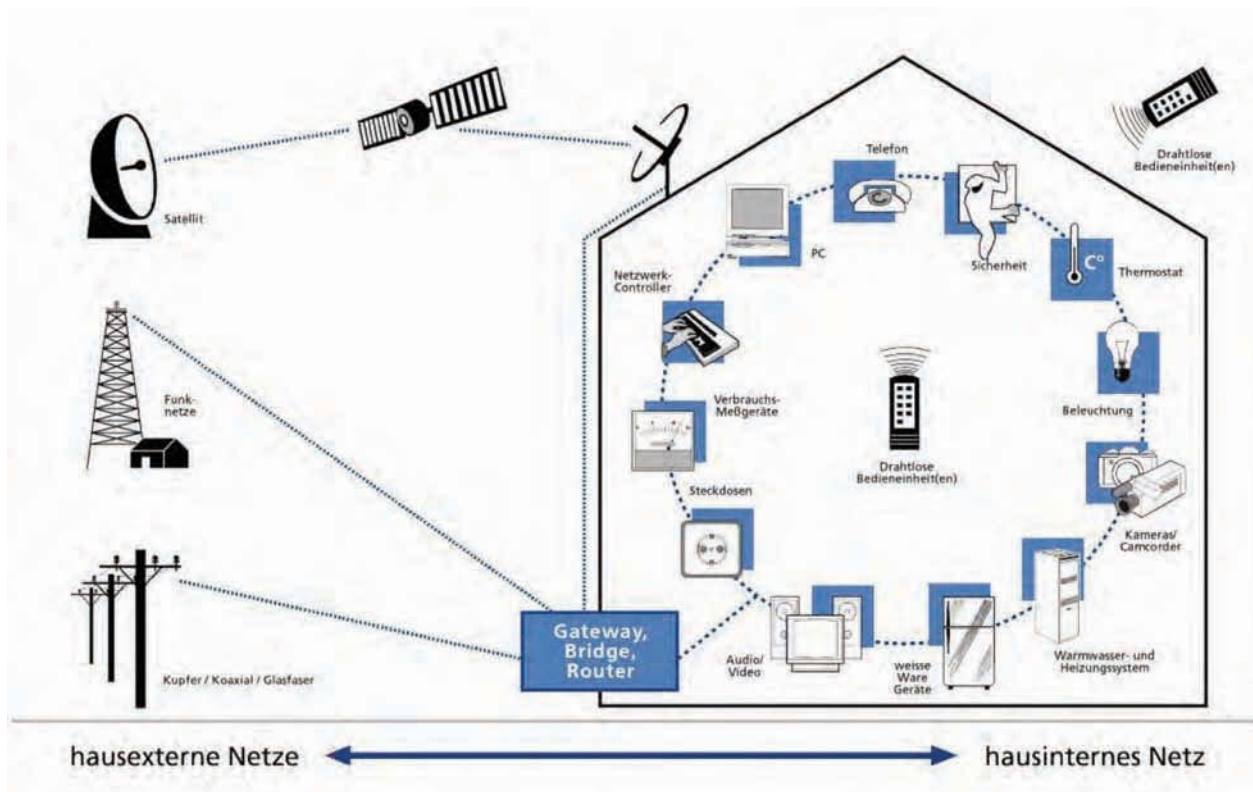 Satellit
Funk-
netze
Kupfer / Koaxial / Glasfaser
Gateway,
Bridge,
Router
Telefon
PC
Sicherheit
C°
Thermostat
Drahtlose
Bedieneinheit(en)
Netzwerk-
Controller
Verbrauchs-
Meßgeräte
Steckdosen
Drahtlose
Bedieneinheit(en)
Beleuchtung
Kameras/
Camcorder
Audio/
Video
weisse
Ware
Geräte
Warmwasser- und
Heizungssystem
hausexterne Netze
hausinternes Netz